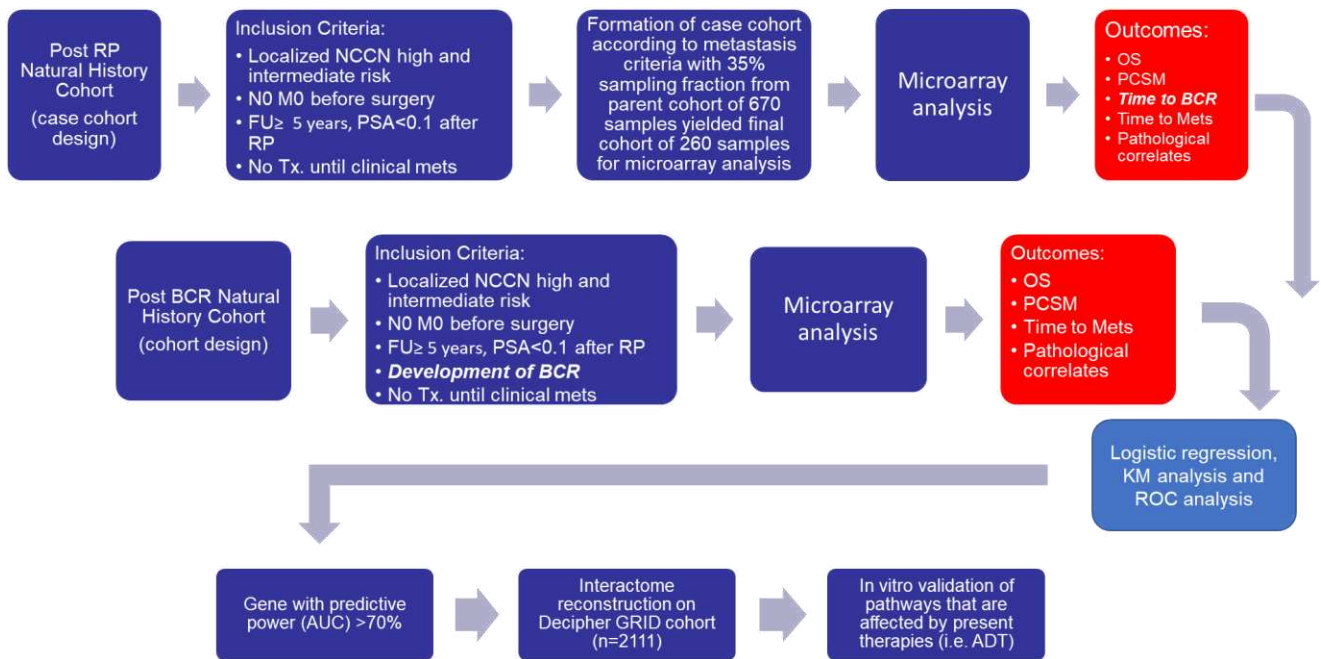 Post RP
Natural History
Cohort
(case cohort
design)
Inclusion Criteria:
• Localized NCCN high and
intermediate risk
• N0 M0 before surgery
• FU≥ 5 years, PSA<0.1 after
RP
• No Tx. until clinical mets
Formation of case cohort
according to metastasis
criteria with 35%
sampling fraction from
parent cohort of 670
samples yielded final
cohort of 260 samples
for microarray analysis
Microarray
analysis
Outcomes:
• OS
• PCSM
• Time to BCR
• Time to Mets
• Pathological
correlates
Post BCR Natural
History Cohort
(cohort design)
Inclusion Criteria:
• Localized NCCN high and
intermediate risk
• N0 M0 before surgery
• FU≥ 5 years, PSA<0.1 after RP
• Development of BCR
• No Tx. until clinical mets
Microarray
analysis
Outcomes:
• OS
• PCSM
• Time to Mets
• Pathological
correlates
Logistic regression,
KM analysis and
ROC analysis
Gene with predictive
power (AUC) >70%
Interactome
reconstruction on
Decipher GRID cohort
(n=2111)
In vitro validation of
pathways that are
affected by present
therapies (i.e. ADT)